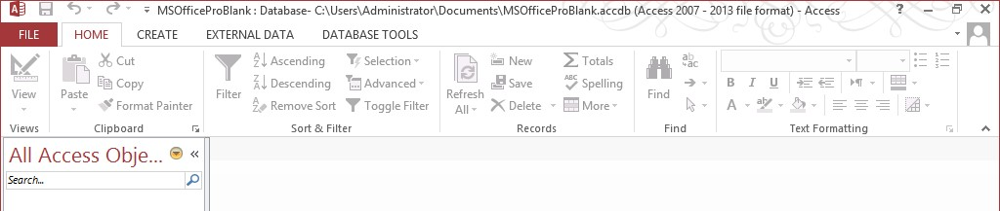 MSOfficeProBlank : Database- C:\Users\Administrator\Documents\MSOfficeProBlank.accdb (Access 2007 - 2013 file format) - Access
FILE HOME CREATE EXTERNAL DATA DATABASE TOOLS
View
Views
Paste
Cut
Copy
Format Painter
Clipboard
Filter
Ascending
Descending
Remove Sort
Selection
Advanced
Toggle Filter
Sort & Filter
Refresh
All
New
Save
Delete
Totals
Spelling
More
Records
Find
Find
B I U
A
Text Formatting
All Access Obje...
Search...